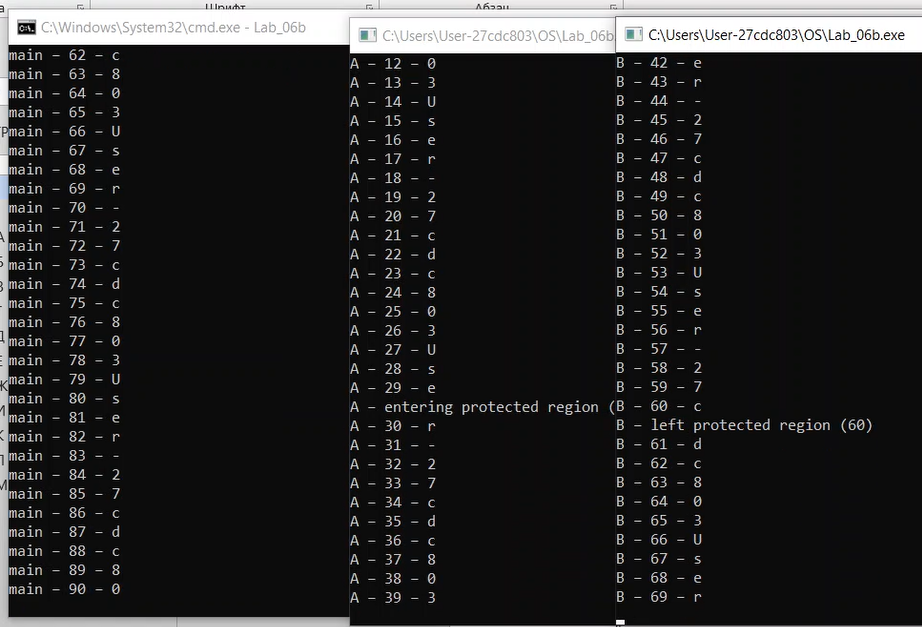 Шрифт
Абзац
C:\Windows\System32\cmd.exe - Lab_06b
main – 62 – c
main – 63 – 8
main – 64 – 0
main – 65 – 3
main – 66 – U
main – 67 – s
main – 68 – e
main – 69 – r
main – 70 – -
main – 71 – 2
main – 72 – 7
main – 73 – c
main – 74 – d
main – 75 – c
main – 76 – 8
main – 77 – 0
main – 78 – 3
main – 79 – U
main – 80 – s
main – 81 – e
main – 82 – r
main – 83 – -
main – 84 – 2
main – 85 – 7
main – 86 – c
main – 87 – d
main – 88 – c
main – 89 – 8
main – 90 – 0
C:\Users\User-27cdc803\OS\Lab_06b
A – 12 – 0
A – 13 – 3
A – 14 – U
A – 15 – s
A – 16 – e
A – 17 – r
A – 18 – -
A – 19 – 2
A – 20 – 7
A – 21 – c
A – 22 – d
A – 23 – c
A – 24 – 8
A – 25 – 0
A – 26 – 3
A – 27 – U
A – 28 – s
A – 29 – e
A – entering protected region (
A – 30 – r
A – 31 – -
A – 32 – 2
A – 33 – 7
A – 34 – c
A – 35 – d
A – 36 – c
A – 37 – 8
A – 38 – 0
A – 39 – 3
C:\Users\User-27cdc803\OS\Lab_06b.exe
B – 42 – e
B – 43 – r
B – 44 – -
B – 45 – 2
B – 46 – 7
B – 47 – c
B – 48 – d
B – 49 – c
B – 50 – 8
B – 51 – 0
B – 52 – 3
B – 53 – U
B – 54 – s
B – 55 – e
B – 56 – r
B – 57 – -
B – 58 – 2
B – 59 – 7
B – 60 – c
B – left protected region (60)
B – 61 – d
B – 62 – c
B – 63 – 8
B – 64 – 0
B – 65 – 3
B – 66 – U
B – 67 – s
B – 68 – e
B – 69 – r